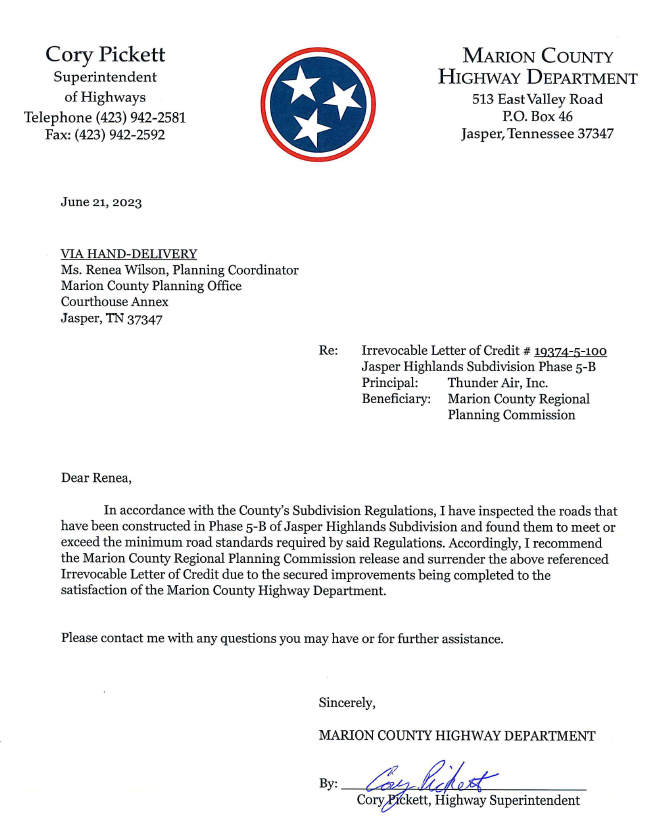 Cory Pickett
Superintendent
of Highways
Telephone (423) 942-2581
Fax: (423) 942-2592
Marion County
Highway Department
513 East Valley Road
P.O. Box 46
Jasper, Tennessee 37347
June 21, 2023
VIA HAND-DELIVERY
Ms. Renea Wilson, Planning Coordinator
Marion County Planning Office
Courthouse Annex
Jasper, TN 37347
Re: Irrevocable Letter of Credit # 19374-5-100
Jasper Highlands Subdivision Phase 5-B
Principal: Thunder Air, Inc.
Beneficiary: Marion County Regional
Planning Commission
Dear Renea,
In accordance with the County's Subdivision Regulations, I have inspected the roads that
have been constructed in Phase 5-B of Jasper Highlands Subdivision and found them to meet or
exceed the minimum road standards required by said Regulations. Accordingly, I recommend
the Marion County Regional Planning Commission release and surrender the above referenced
Irrevocable Letter of Credit due to the secured improvements being completed to the
satisfaction of the Marion County Highway Department.
Please contact me with any questions you may have or for further assistance.
Sincerely,
MARION COUNTY HIGHWAY DEPARTMENT
By: Cory Pickett
Cory Pickett, Highway Superintendent